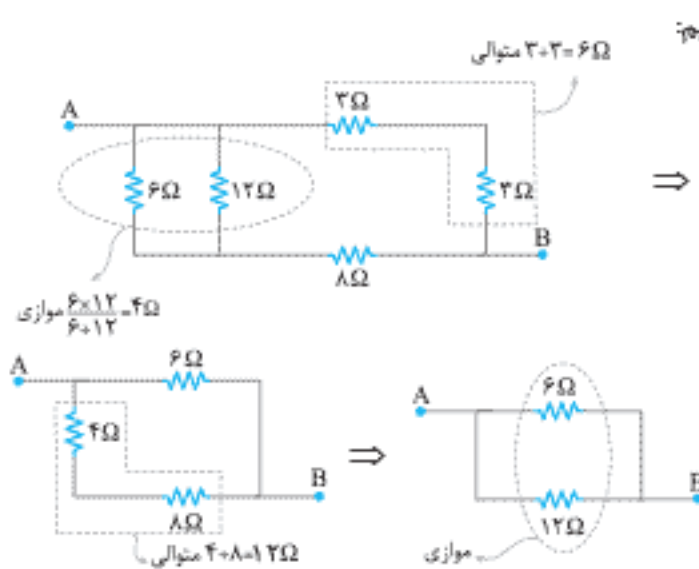 ۳+۳=۶Ω متوالی
A
۳Ω
۶Ω ۱۲Ω ۳Ω
⇒
B
۸Ω
موازی ۶×۱۲/۶+۱۲=۴Ω
A
۶Ω
۴Ω
B
۸Ω
۴+۸=۱۲Ω متوالی
⇒
A
۶Ω
B
۱۲Ω
موازی